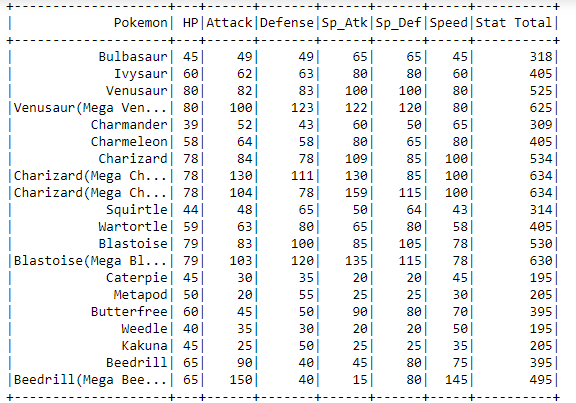 +--------------------+---+------+-------+------+------+-----+----------+
|             Pokemon| HP|Attack|Defense|Sp_Atk|Sp_Def|Speed|Stat Total|
+--------------------+---+------+-------+------+------+-----+----------+
|           Bulbasaur| 45|    49|     49|    65|    65|   45|       318|
|             Ivysaur| 60|    62|     63|    80|    80|   60|       405|
|            Venusaur| 80|    82|     83|   100|   100|   80|       525|
|Venusaur(Mega Ven...| 80|   100|    123|   122|   120|   80|       625|
|          Charmander| 39|    52|     43|    60|    50|   65|       309|
|          Charmeleon| 58|    64|     58|    80|    65|   80|       405|
|           Charizard| 78|    84|     78|   109|    85|  100|       534|
|Charizard(Mega Ch...| 78|   130|    111|   130|    85|  100|       634|
|Charizard(Mega Ch...| 78|   104|     78|   159|   115|  100|       634|
|            Squirtle| 44|    48|     65|    50|    64|   43|       314|
|           Wartortle| 59|    63|     80|    65|    80|   58|       405|
|           Blastoise| 79|    83|    100|    85|   105|   78|       530|
|Blastoise(Mega Bl...| 79|   103|    120|   135|   115|   78|       630|
|            Caterpie| 45|    30|     35|    20|    20|   45|       195|
|             Metapod| 50|    20|     55|    25|    25|   30|       205|
|          Butterfree| 60|    45|     50|    90|    80|   70|       395|
|              Weedle| 40|    35|     30|    20|    20|   50|       195|
|              Kakuna| 45|    25|     50|    25|    25|   35|       205|
|            Beedrill| 65|    90|     40|    45|    80|   75|       395|
|Beedrill(Mega Bee...| 65|   150|     40|    15|    80|  145|       495|
+--------------------+---+------+-------+------+------+-----+----------+